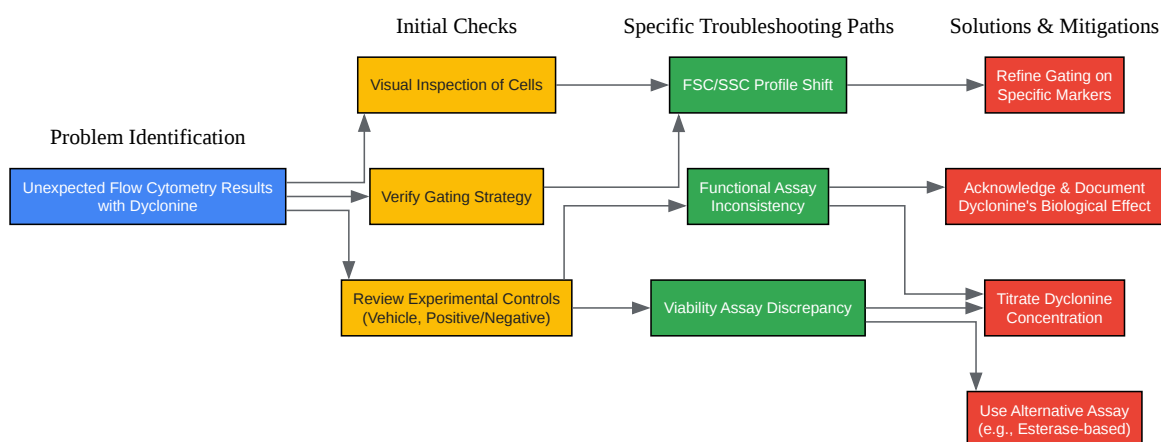 Initial Checks
Specific Troubleshooting Paths
Solutions & Mitigations
Visual Inspection of Cells
FSC/SSC Profile Shift
Refine Gating on
Specific Markers
Problem Identification
Unexpected Flow Cytometry Results
with Dyclonine
Verify Gating Strategy
Functional Assay
Inconsistency
Acknowledge & Document
Dyclonine's Biological Effect
Review Experimental Controls
(Vehicle, Positive/Negative)
Viability Assay Discrepancy
Titrate Dyclonine
Concentration
Use Alternative Assay
(e.g., Esterase-based)